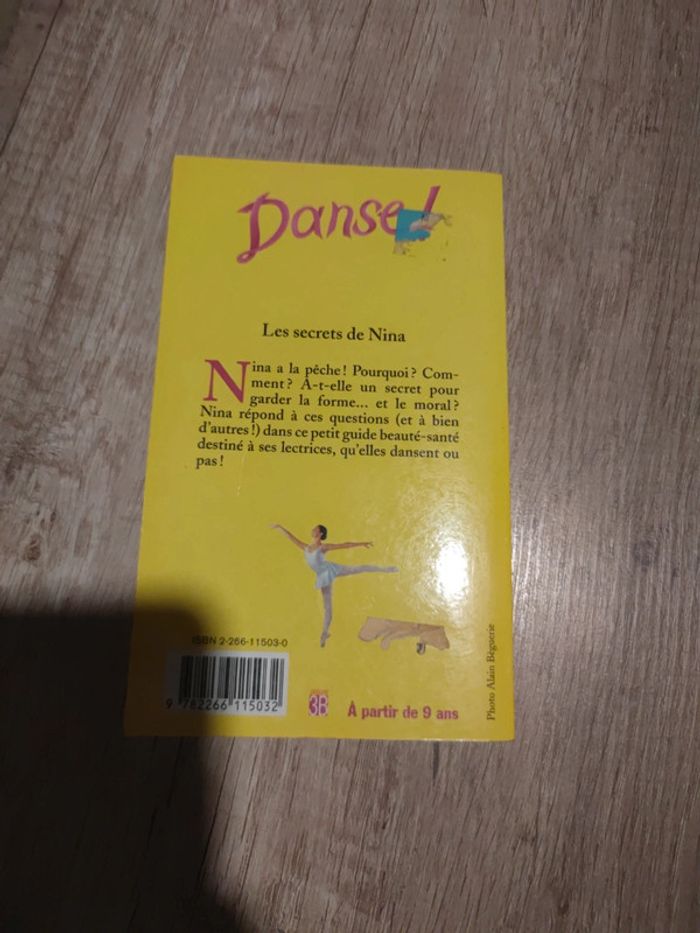 Danse!
Les secrets de Nina
Nina a la pêche! Pourquoi? Com-
ment? A-t-elle un secret pour
garder la forme... et le moral?
Nina répond à ces questions (et à bien
d'autres!) dans ce petit guide beauté-santé
destiné à ses lectrices, qu'elles dansent ou
pas!
ISBN 2-266-11503-0
9 782266 115032
3B
À partir de 9 ans
Photo Alain Béguerie